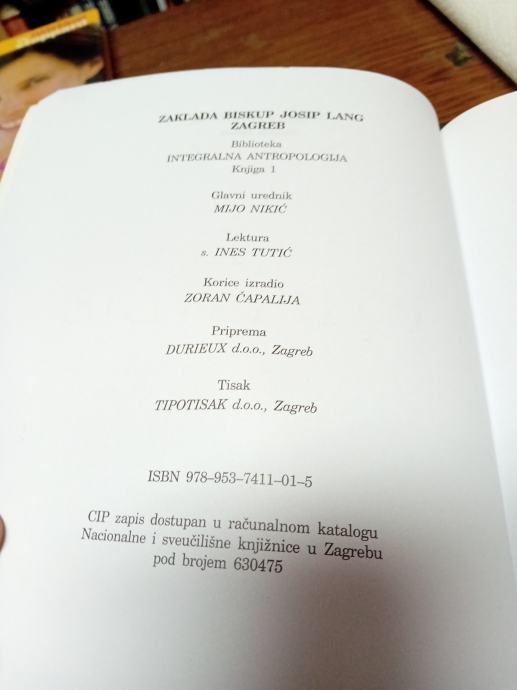 ZAKLADA BISKUP JOSIP LANG
ZAGREB
Biblioteka
INTEGRALNA ANTROPOLOGIJA
Knjiga 1
Glavni urednik
MIJO NIKIĆ
Lektura
s. INES TUTIĆ
Korice izradio
ZORAN ČAPALIJA
Priprema
DURIEUX d.o.o., Zagreb
Tisak
TIPOTISAK d.o.o., Zagreb
ISBN 978–953–7411–01–5
CIP zapis dostupan u računalnom katalogu
Nacionalne i sveučilišne knjižnice u Zagrebu
pod brojem 630475